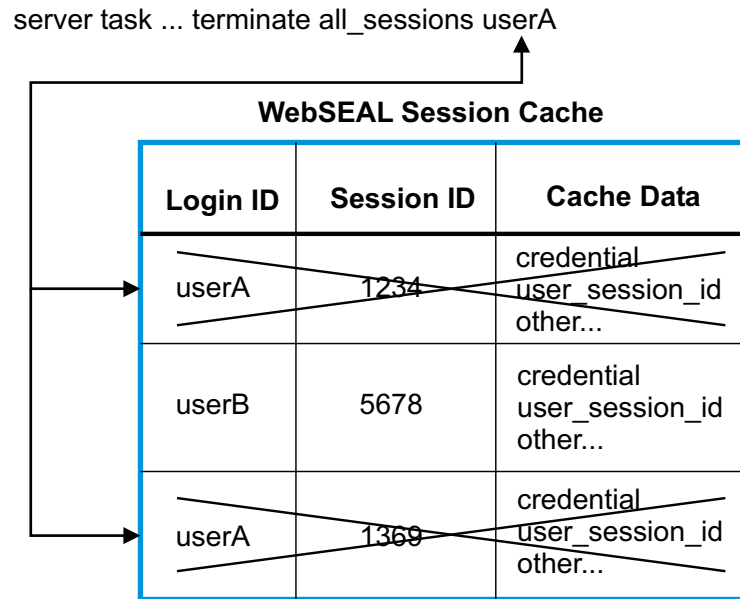 server task ... terminate all_sessions userA
WebSEAL Session Cache
Login ID Session ID Cache Data
userA 1234 credential
user_session_id
other...
userB 5678 credential
user_session_id
other...
userA 1369 credential
user_session_id
other...